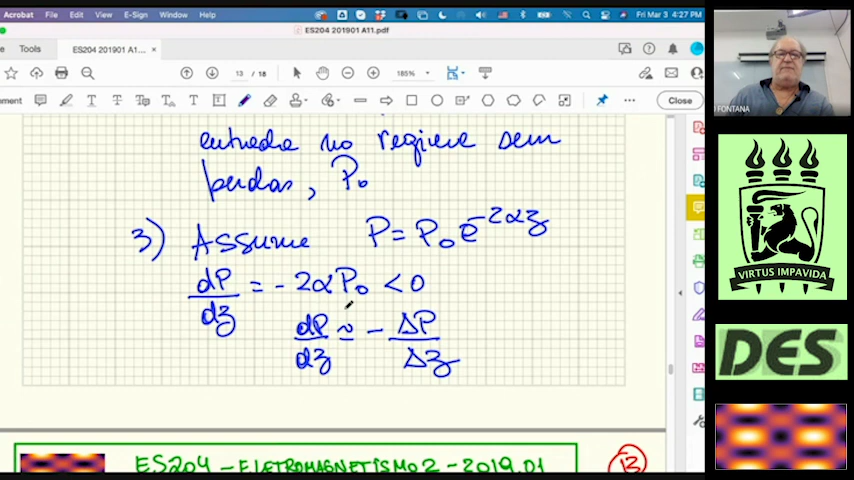 Acrobat File Edit E-Sign Window Help
Fri Mar 3 4:27 PM
ES204 201901 A11.pdf
Tools ES204 201901 A1... ×
13 / 18 185%
mment Close
entrada no regime sem
perdas, P₀
3) Assume P = P₀ e^-2αz
dP/dz = - 2αP₀ < 0
dP/dz ≃ - ΔP/Δz
ES204 - ELETROMAGNETISMO 2 - 2019.01
13
FONTANA
VIRTUS IMPAVIDA
DES